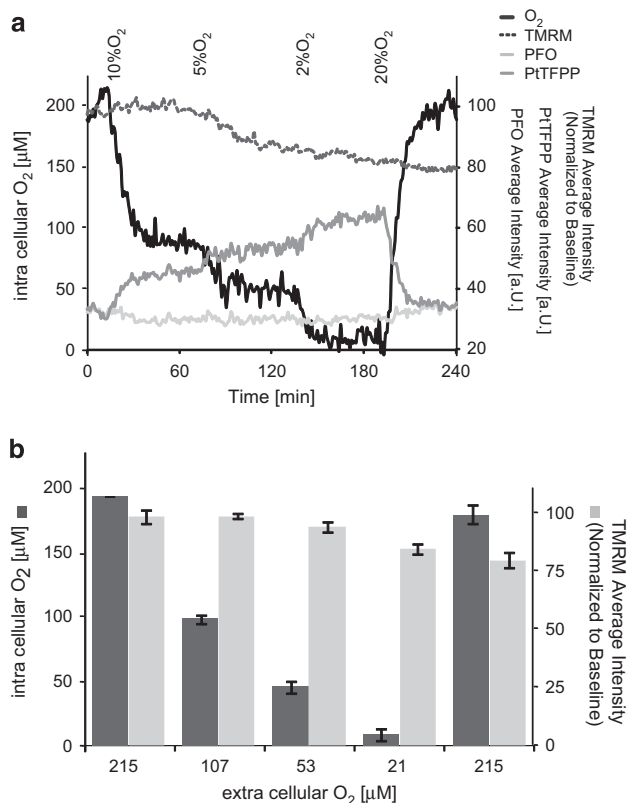 a
10%O2
5%O2
2%O2
20%O2
O2
TMRM
PFO
PtTFPP
intra cellular O2 [µM]
200
150
100
50
0
100
80
60
40
20
PFO Average Intensity [a.U.]
PtTFPP Average Intensity [a.U.]
TMRM Average Intensity
(Normalized to Baseline)
0
60
120
180
240
Time [min]
b
intra cellular O2 [µM]
200
150
100
50
0
100
75
50
25
0
TMRM Average Intensity
(Normalized to Baseline)
215
107
53
21
215
extra cellular O2 [µM]